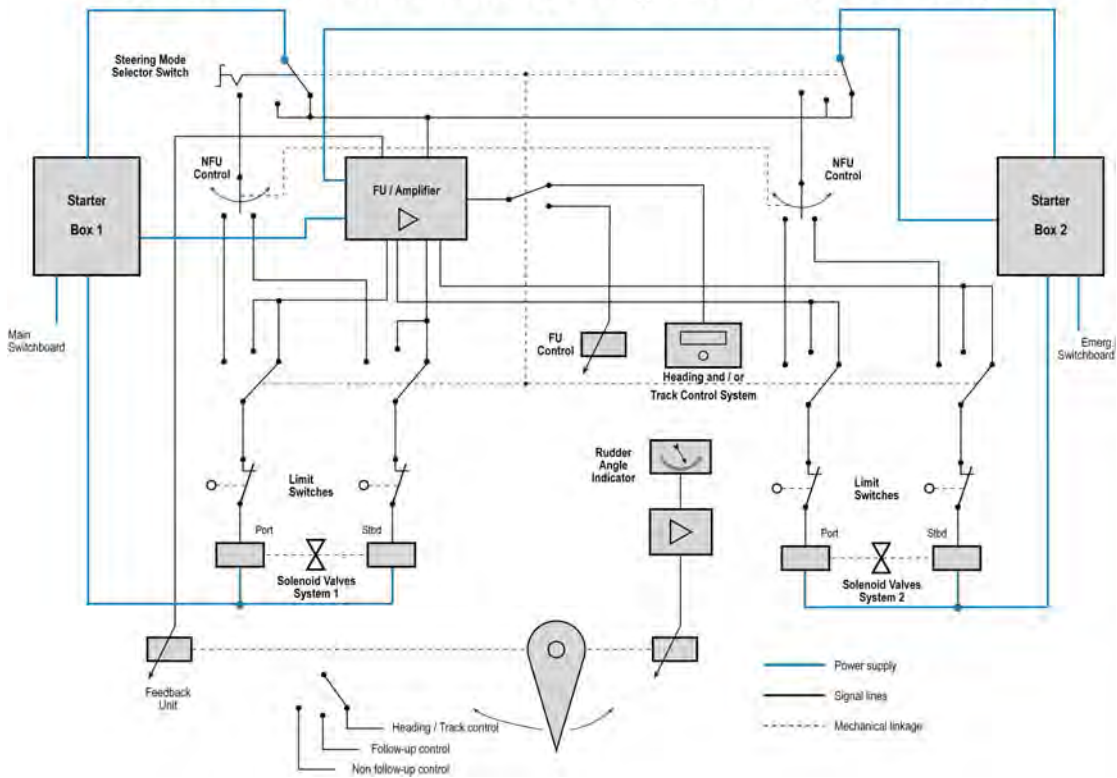 Steering Mode
Selector Switch
NFU
Control
FU / Amplifier
NFU
Control
Starter
Box 1
Starter
Box 2
Main
Switchboard
FU
Control
Heading and / or
Track Control System
Emerg.
Switchboard
Rudder
Angle
Indicator
Limit
Switches
Limit
Switches
Port
Stbd
Port
Stbd
Solenoid Valves
System 1
Solenoid Valves
System 2
Feedback
Unit
Power supply
Signal lines
Mechanical linkage
Heading / Track control
Follow-up control
Non follow-up control